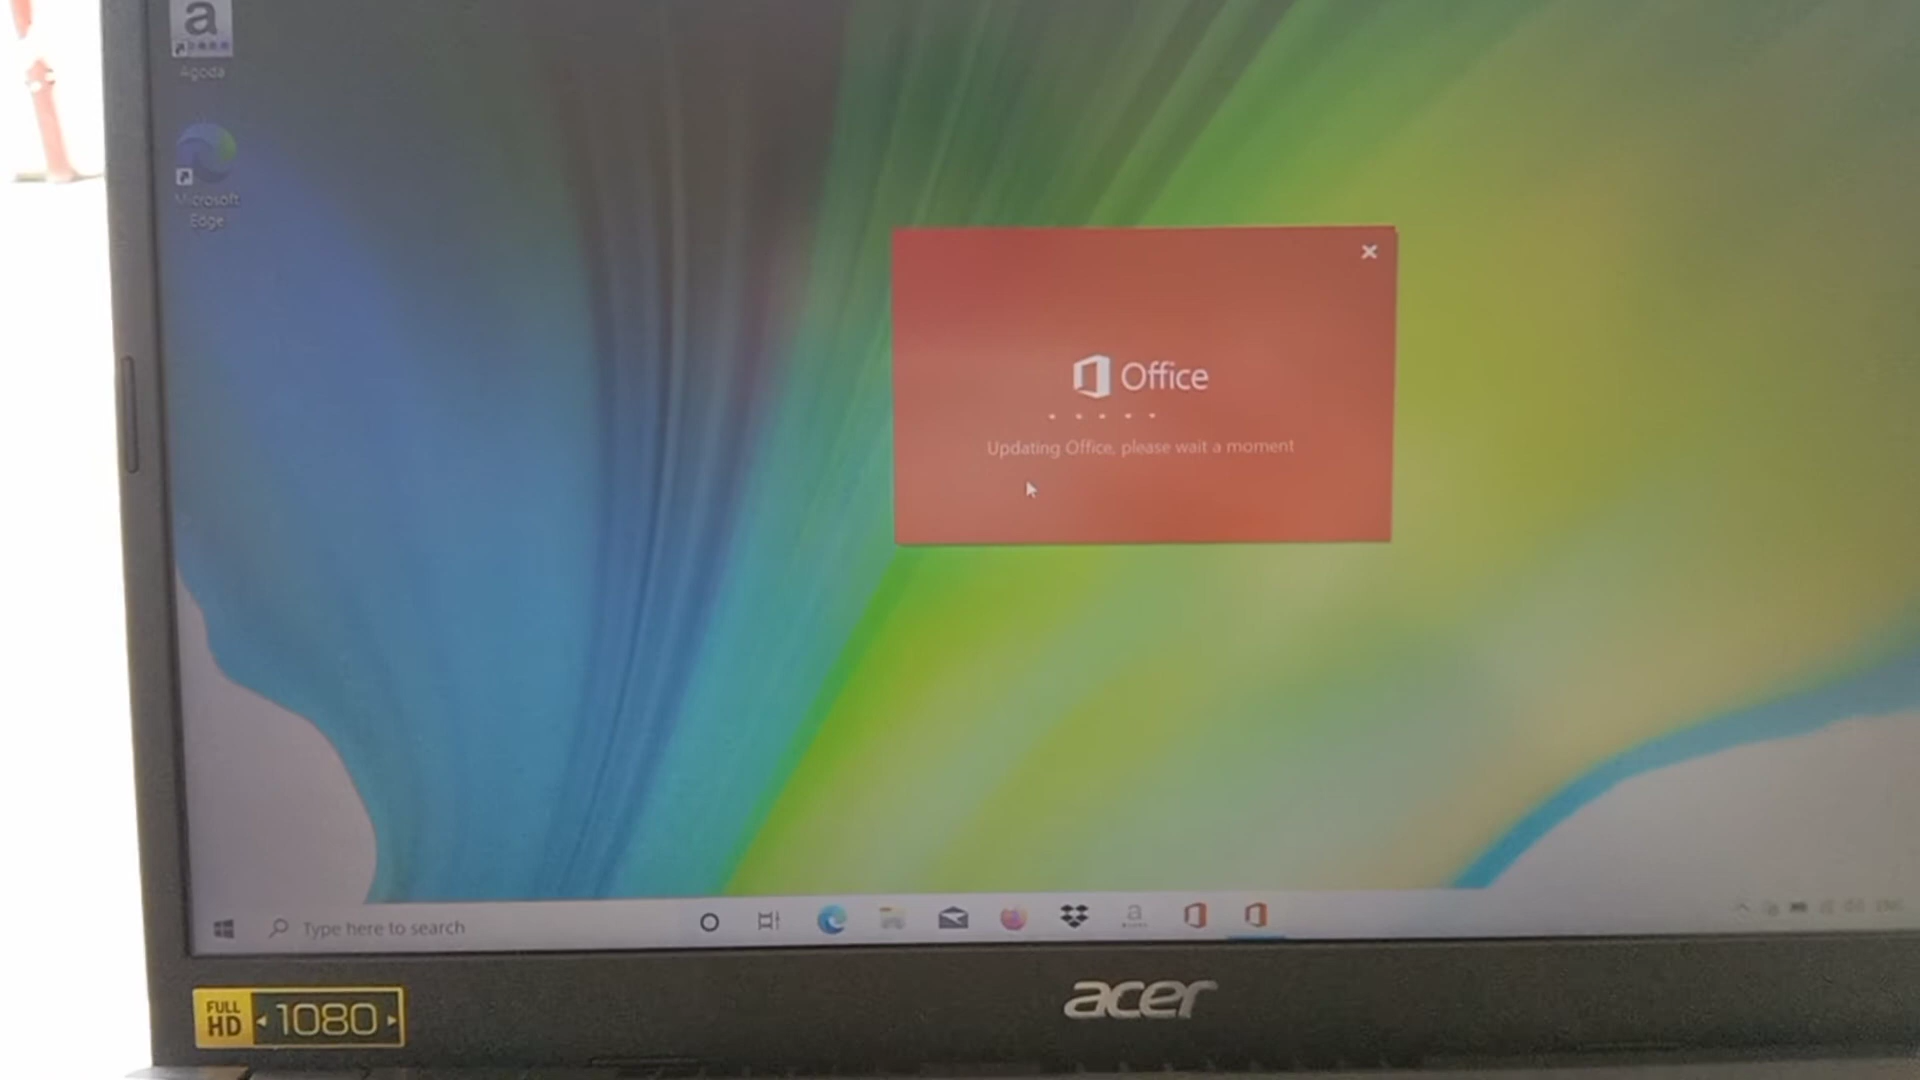 a
Agoda
Microsoft
Edge
Office
Updating Office, please wait a moment
Type here to search
a
FULL
HD
1080
acer